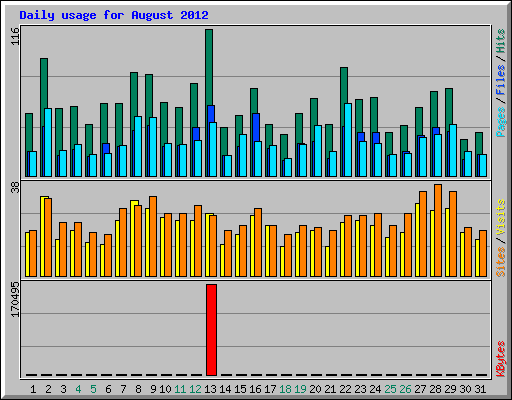 Daily usage for August 2012
116
38
170495
Pages / Files / Hits
Sites / Visits
KBytes
1 2 3 4 5 6 7 8 9 10 11 12 13 14 15 16 17 18 19 20 21 22 23 24 25 26 27 28 29 30 31